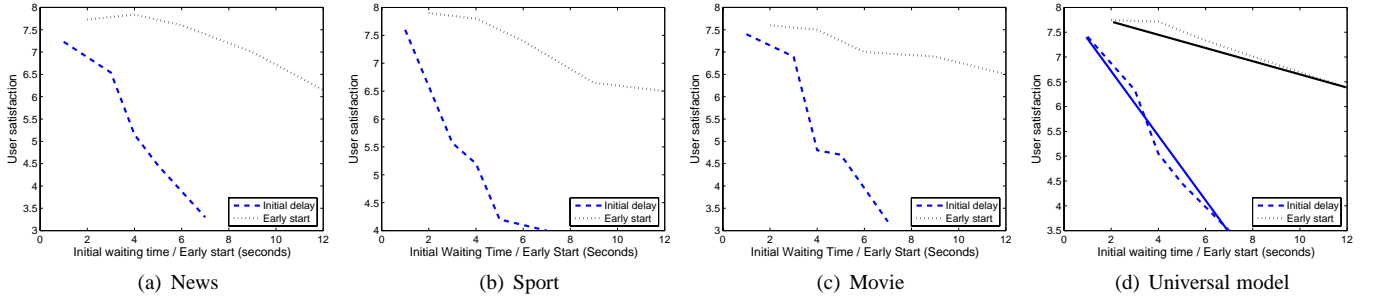 8
7.5
7
6.5
6
5.5
5
4.5
4
3.5
3
User satisfaction
0 2 4 6 8 10 12
Initial waiting time / Early start (seconds)
Initial delay
Early start
(a) News
8
7.5
7
6.5
6
5.5
5
4.5
4
User satisfaction
0 2 4 6 8 10 12
Initial Waiting Time / Early Start (Seconds)
Initial delay
Early start
(b) Sport
8
7.5
7
6.5
6
5.5
5
4.5
4
3.5
3
User satisfaction
0 2 4 6 8 10 12
Initial Waiting Time / Early Start (Seconds)
Initial delay
Early start
(c) Movie
8
7.5
7
6.5
6
5.5
5
4.5
4
3.5
User satisfaction
0 2 4 6 8 10 12
Initial waiting time / Early start (seconds)
Initial delay
Early start
(d) Universal model